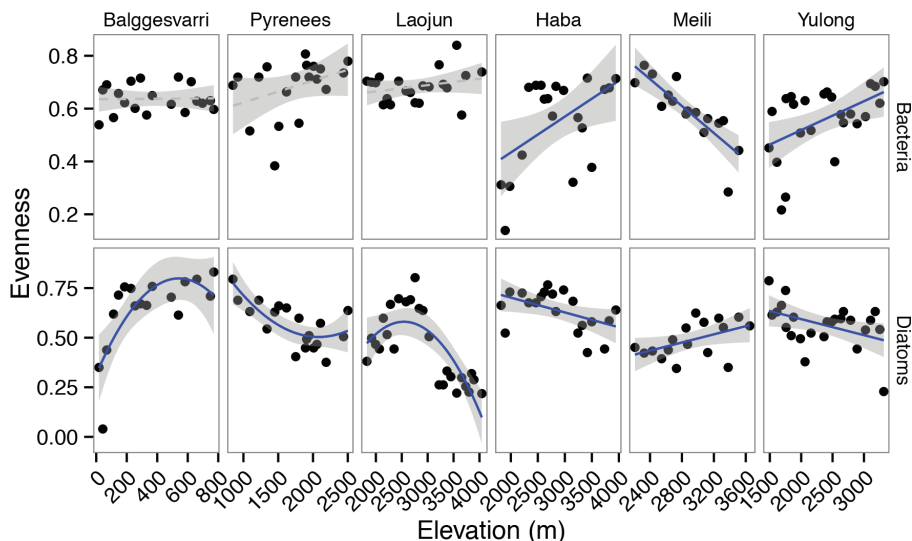 Balggesvarri Pyrenees Laojun Haba Meili Yulong
0.8
0.6
0.4
0.2
Bacteria
Evenness
0.75
0.50
0.25
0.00
Diatoms
0 200 400 600 800 1000 1500 2000 2500 2000 2500 3000 3500 4000 2000 2500 3000 3500 4000 2400 2800 3200 3600 1500 2000 2500 3000
Elevation (m)